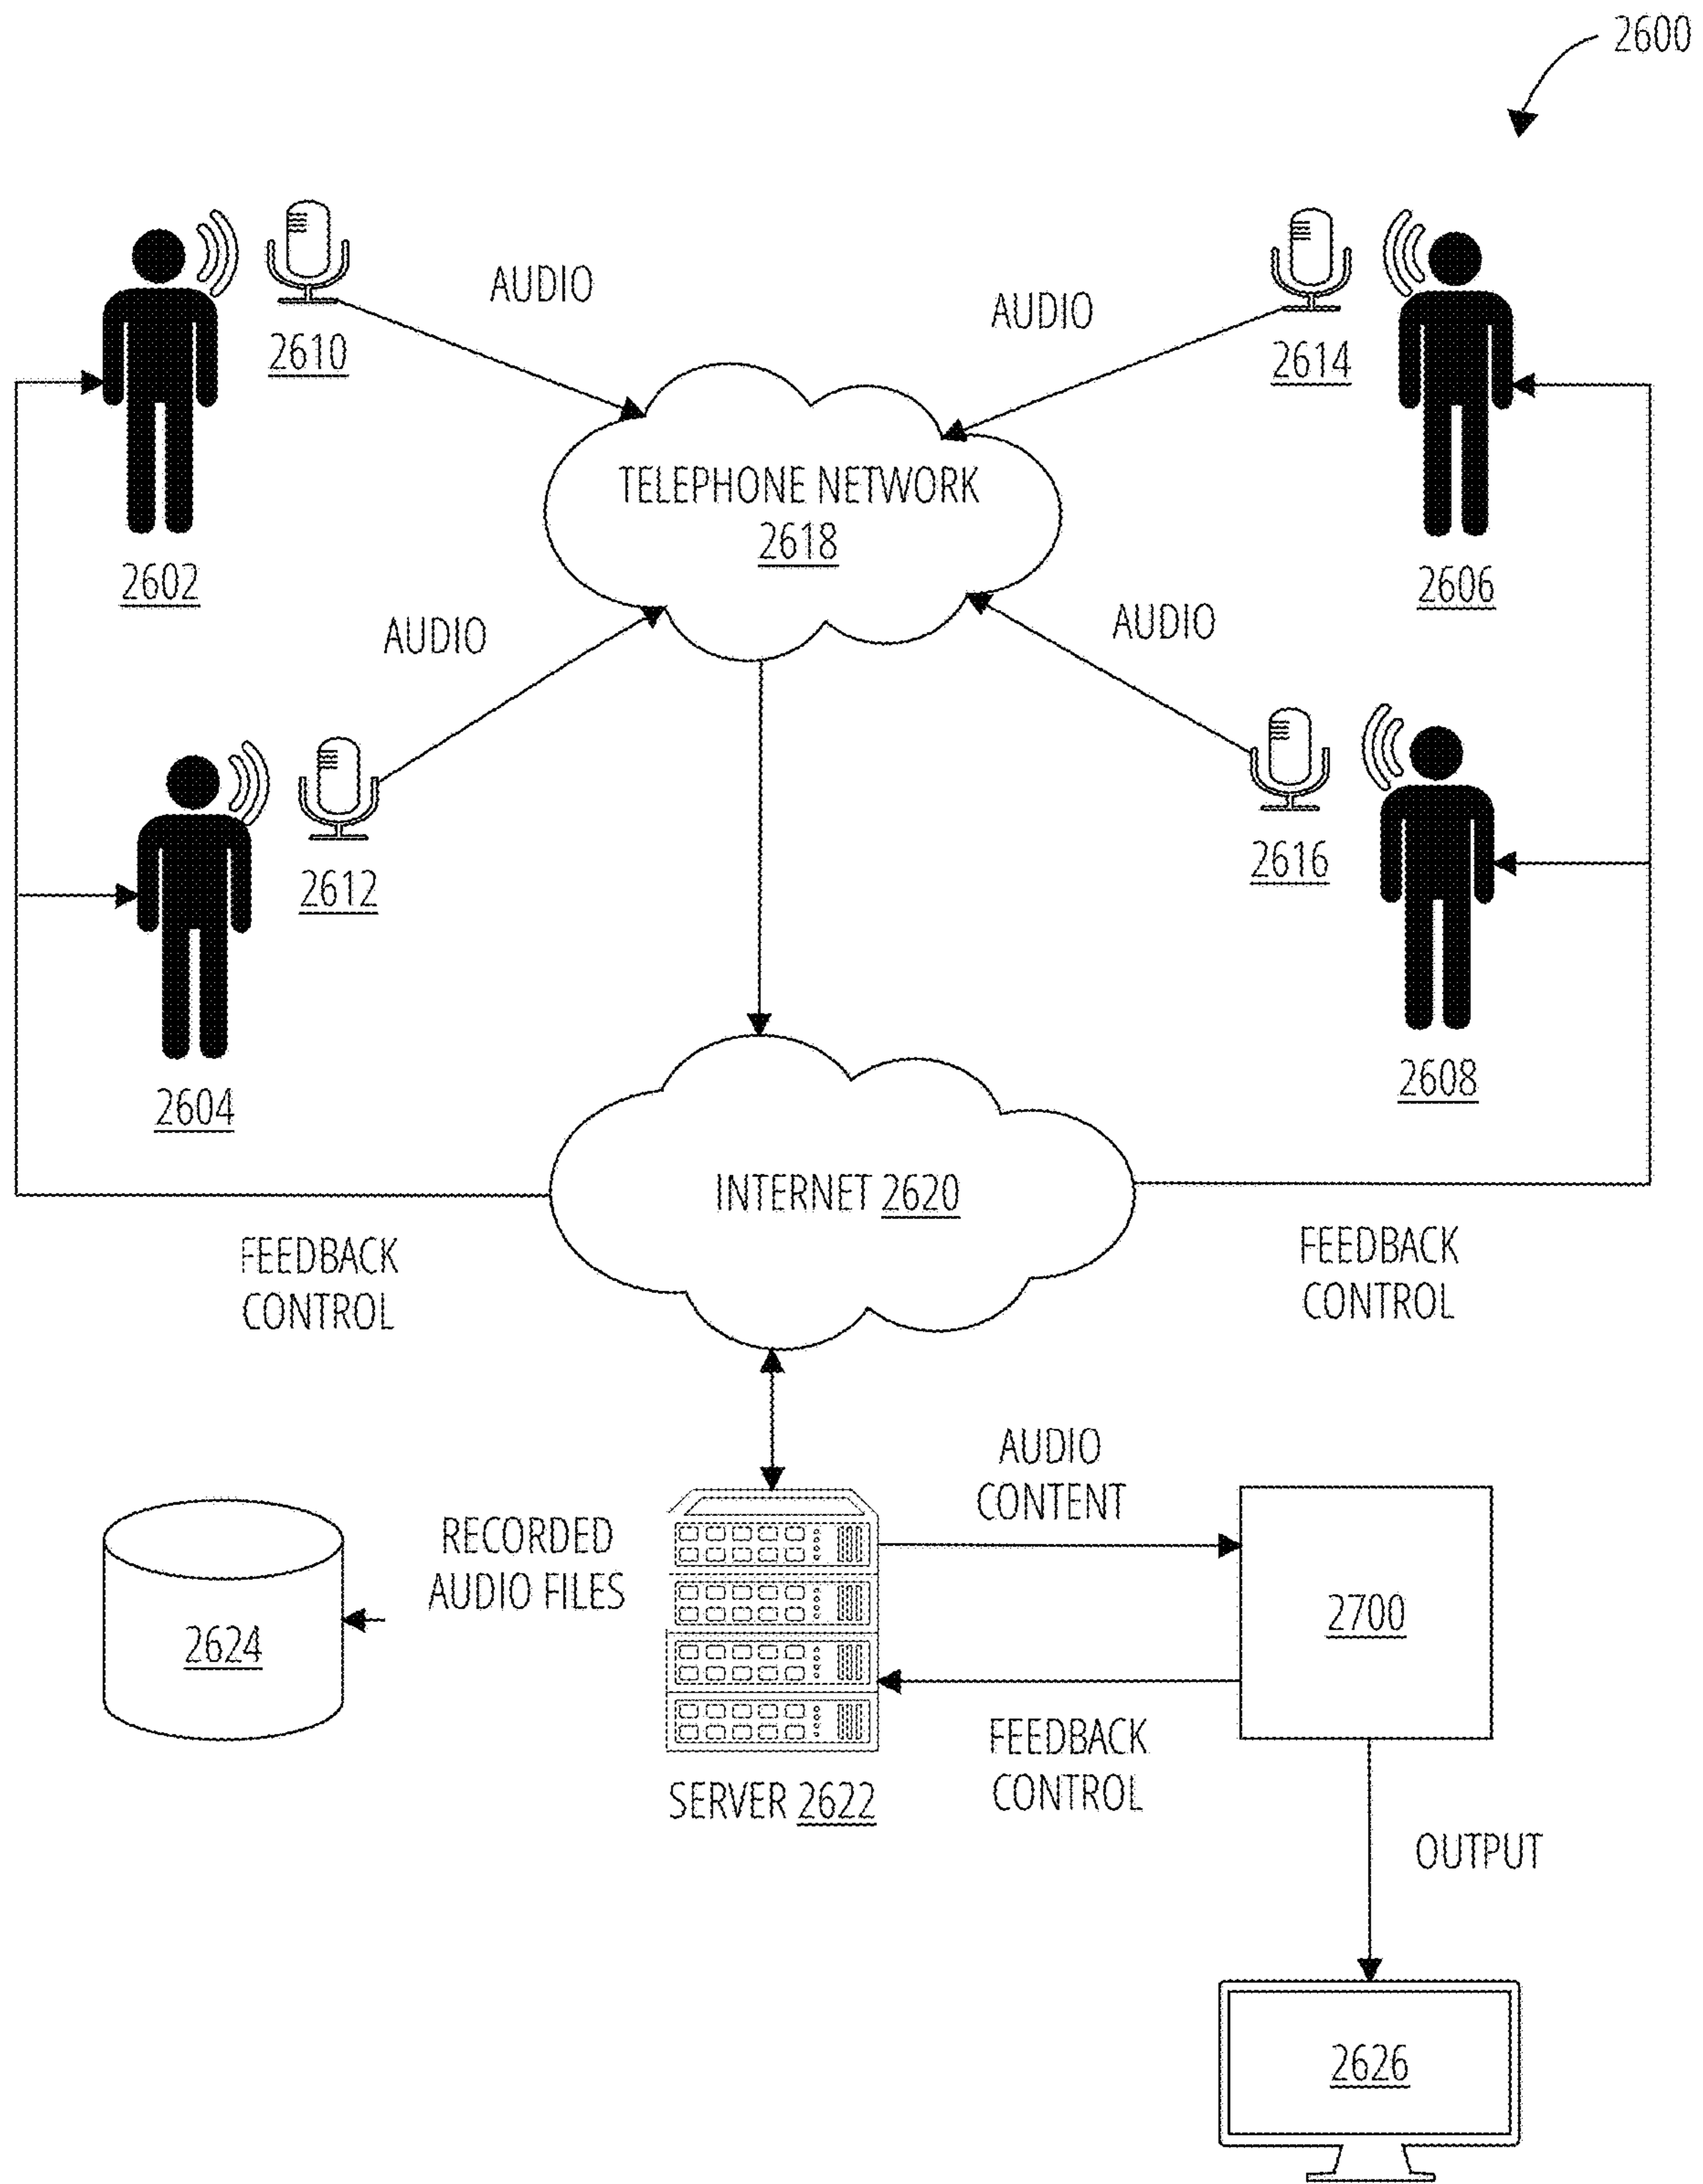 2600
AUDIO
AUDIO
2610
2614
TELEPHONE NETWORK
2618
2602
2606
AUDIO
AUDIO
2612
2616
2604
2608
INTERNET 2620
FEEDBACK
CONTROL
FEEDBACK
CONTROL
AUDIO
CONTENT
RECORDED
AUDIO FILES
2624
2700
FEEDBACK
CONTROL
SERVER 2622
OUTPUT
2626